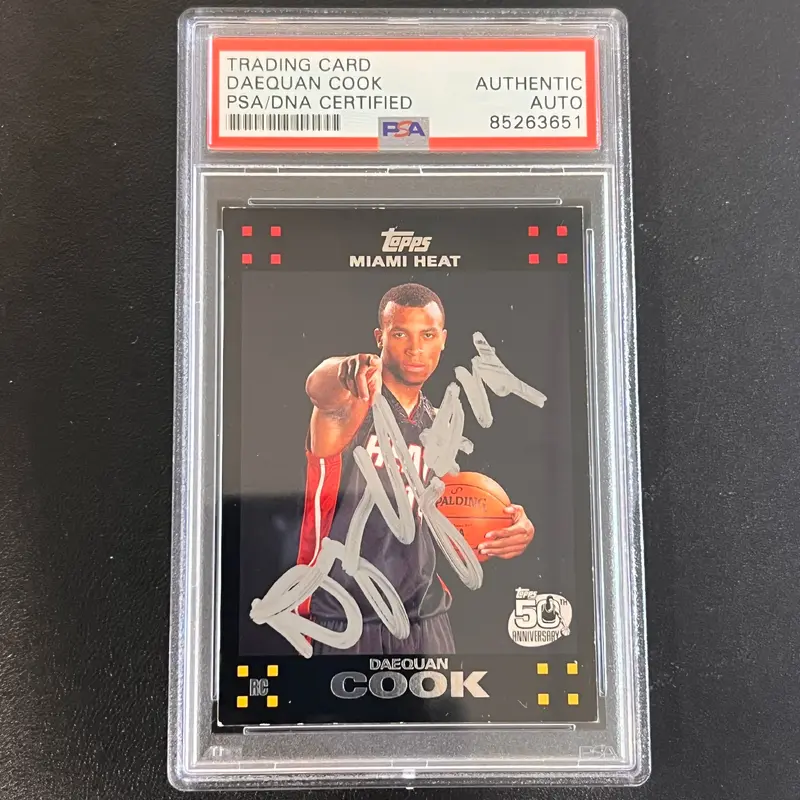 TRADING CARD
DAEQUAN COOK
PSA/DNA CERTIFIED
AUTHENTIC
AUTO
85263651
PSA
Topps
MIAMI HEAT
SPALDING
Topps
50TH
ANNIVERSARY
RC
DAEQUAN
COOK
PSA